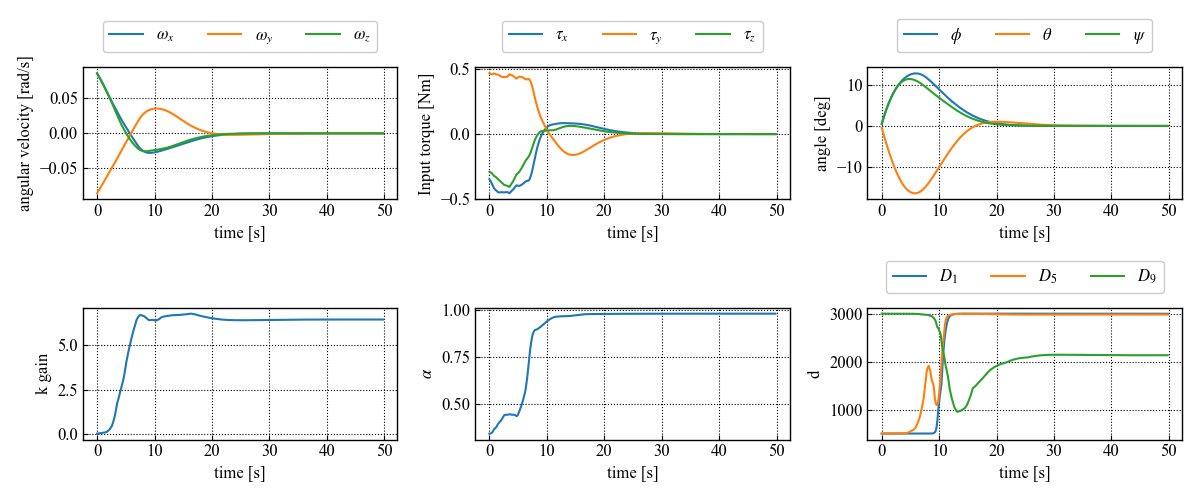 ωx ωy ωz
angular velocity [rad/s]
0.05
0.00
−0.05
0 10 20 30 40 50
time [s]
τx τy τz
Input torque [Nm]
0.5
0.0
−0.5
0 10 20 30 40 50
time [s]
ϕ θ ψ
angle [deg]
10
0
−10
0 10 20 30 40 50
time [s]
k gain
5.0
2.5
0.0
0 10 20 30 40 50
time [s]
α
1.00
0.75
0.50
0 10 20 30 40 50
time [s]
D1 D5 D9
d
3000
2000
1000
0 10 20 30 40 50
time [s]